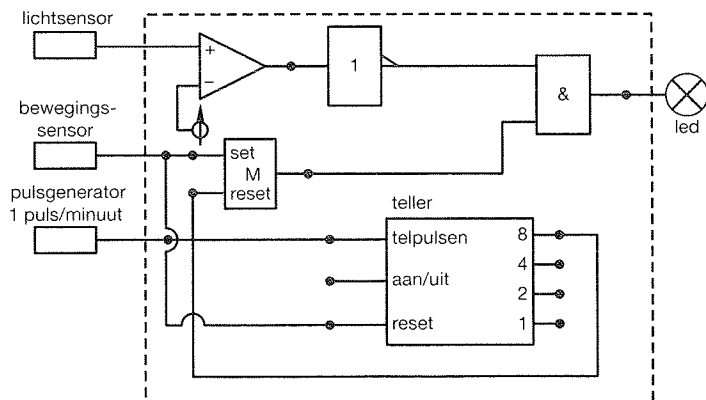 lichtsensor
+
−
1
&
led
bewegings-
sensor
set
M
reset
pulsgenerator
1 puls/minuut
teller
telpulsen
8
aan/uit
4
2
reset
1